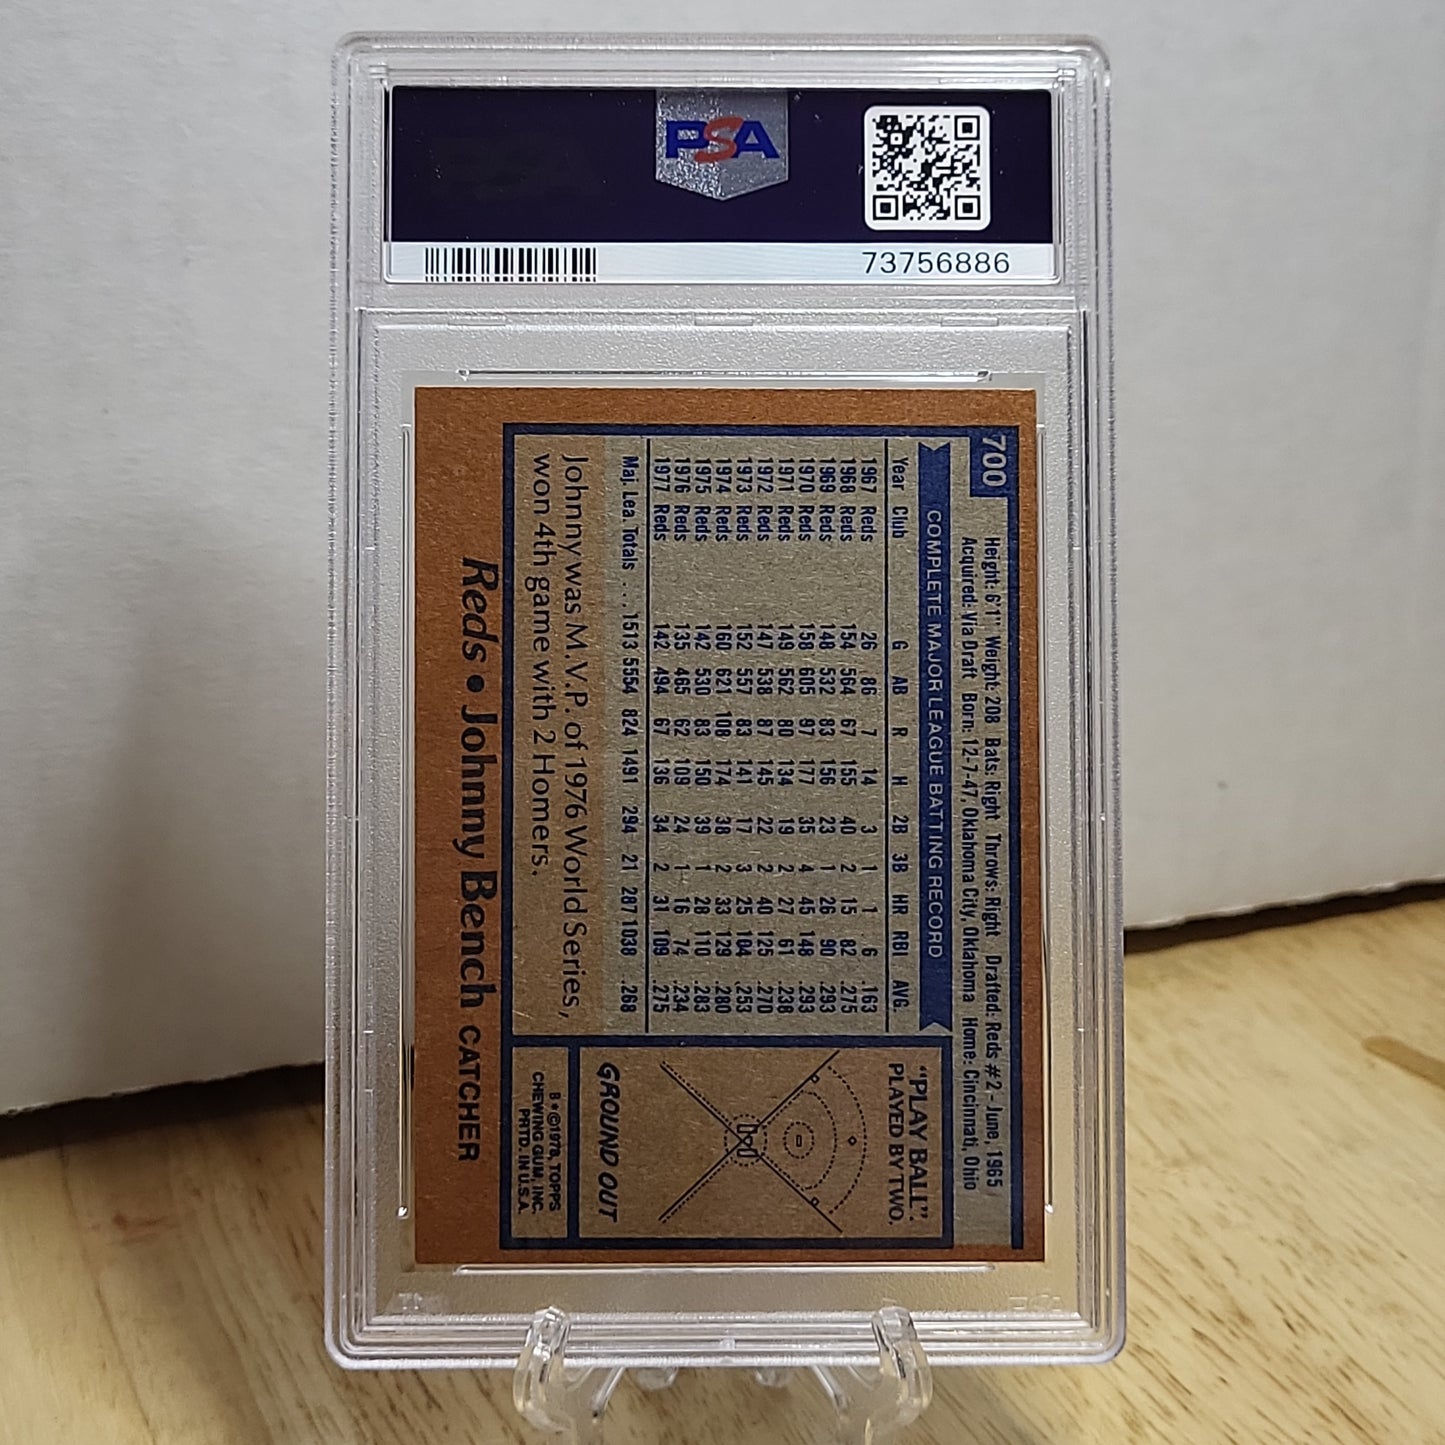 PSA
73756886
700
Height: 6'1" Weight: 208 Bats: Right Throws: Right Drafted: Reds #2 - June, 1965
Acquired: Via Draft Born: 12-7-47, Oklahoma City, Oklahoma Home: Cincinnati, Ohio
COMPLETE MAJOR LEAGUE BATTING RECORD
Year Club G AB R H 2B 3B HR RBI AVG.
1967 Reds 26 86 7 14 3 1 1 6 .163
1968 Reds 154 564 67 155 40 2 15 82 .275
1969 Reds 148 532 83 156 23 1 26 90 .293
1970 Reds 158 605 97 177 35 4 45 148 .293
1971 Reds 149 562 80 134 19 2 27 61 .238
1972 Reds 147 538 87 145 22 2 40 125 .270
1973 Reds 152 557 83 141 17 3 25 104 .253
1974 Reds 160 621 108 174 38 2 33 129 .280
1975 Reds 142 530 83 150 39 1 28 110 .283
1976 Reds 135 465 62 109 24 1 16 74 .234
1977 Reds 142 494 67 136 34 2 31 109 .275
Maj. Lea. Totals . . . 1513 5554 824 1491 294 21 287 1038 .268
Johnny was M.V.P. of 1976 World Series,
won 4th game with 2 Homers.
"PLAY BALL".
PLAYED BY TWO.
GROUND OUT
B*©1978, TOPPS
CHEWING GUM, INC.
PRTD. IN U.S.A.
Reds • Johnny Bench CATCHER